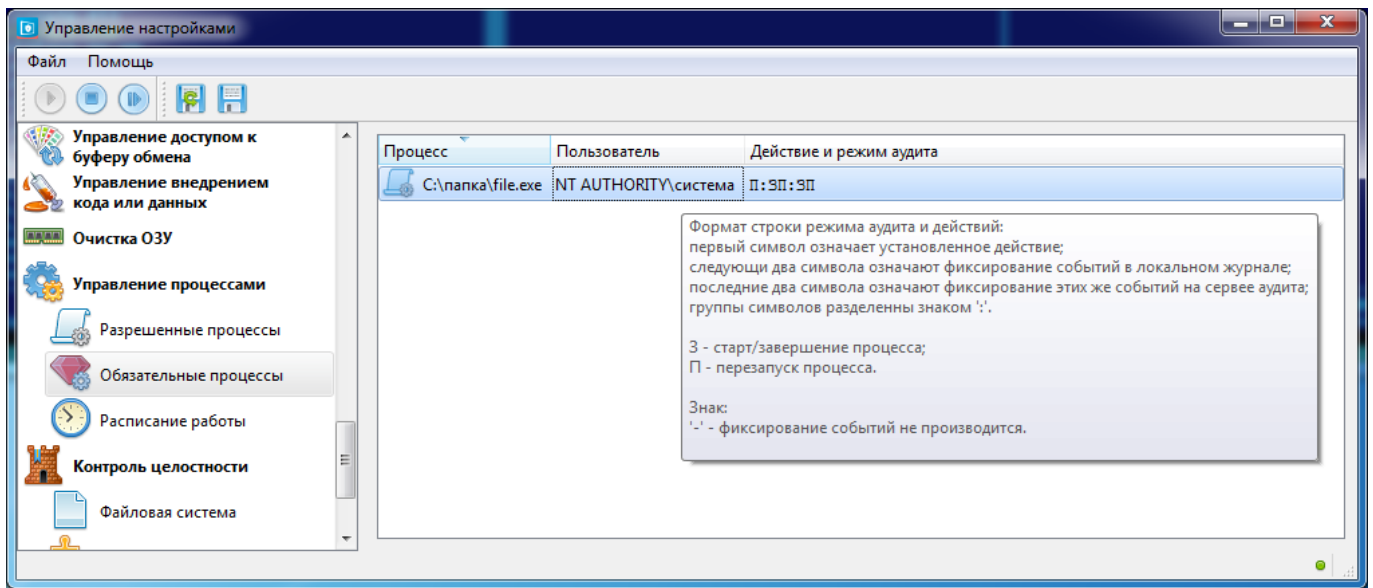 Управление настройками
Файл Помощь
Управление доступом к
буферу обмена
Управление внедрением
кода или данных
Очистка ОЗУ
Управление процессами
Разрешенные процессы
Обязательные процессы
Расписание работы
Контроль целостности
Файловая система
Процесс Пользователь Действие и режим аудита
C:\папка\file.exe NT AUTHORITY\система П:ЗП:ЗП
Формат строки режима аудита и действий:
первый символ означает установленное действие;
следующи два символа означают фиксирование событий в локальном журнале;
последние два символа означают фиксирование этих же событий на сервее аудита;
группы символов разделенны знаком ':'.
З - старт/завершение процесса;
П - перезапуск процесса.
Знак:
'-' - фиксирование событий не производится.